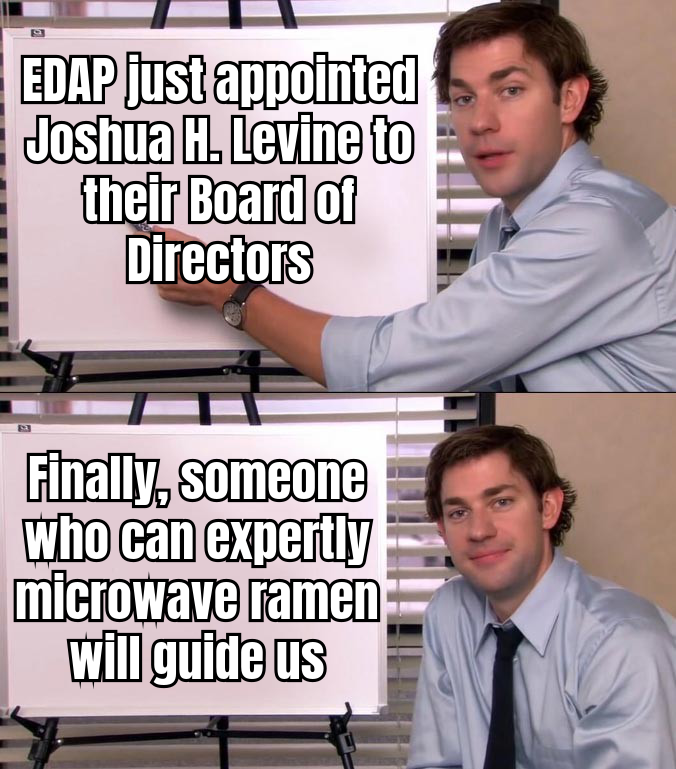 EDAP just appointed
Joshua H. Levine to
their Board of
Directors
Finally, someone
who can expertly
microwave ramen
will guide us